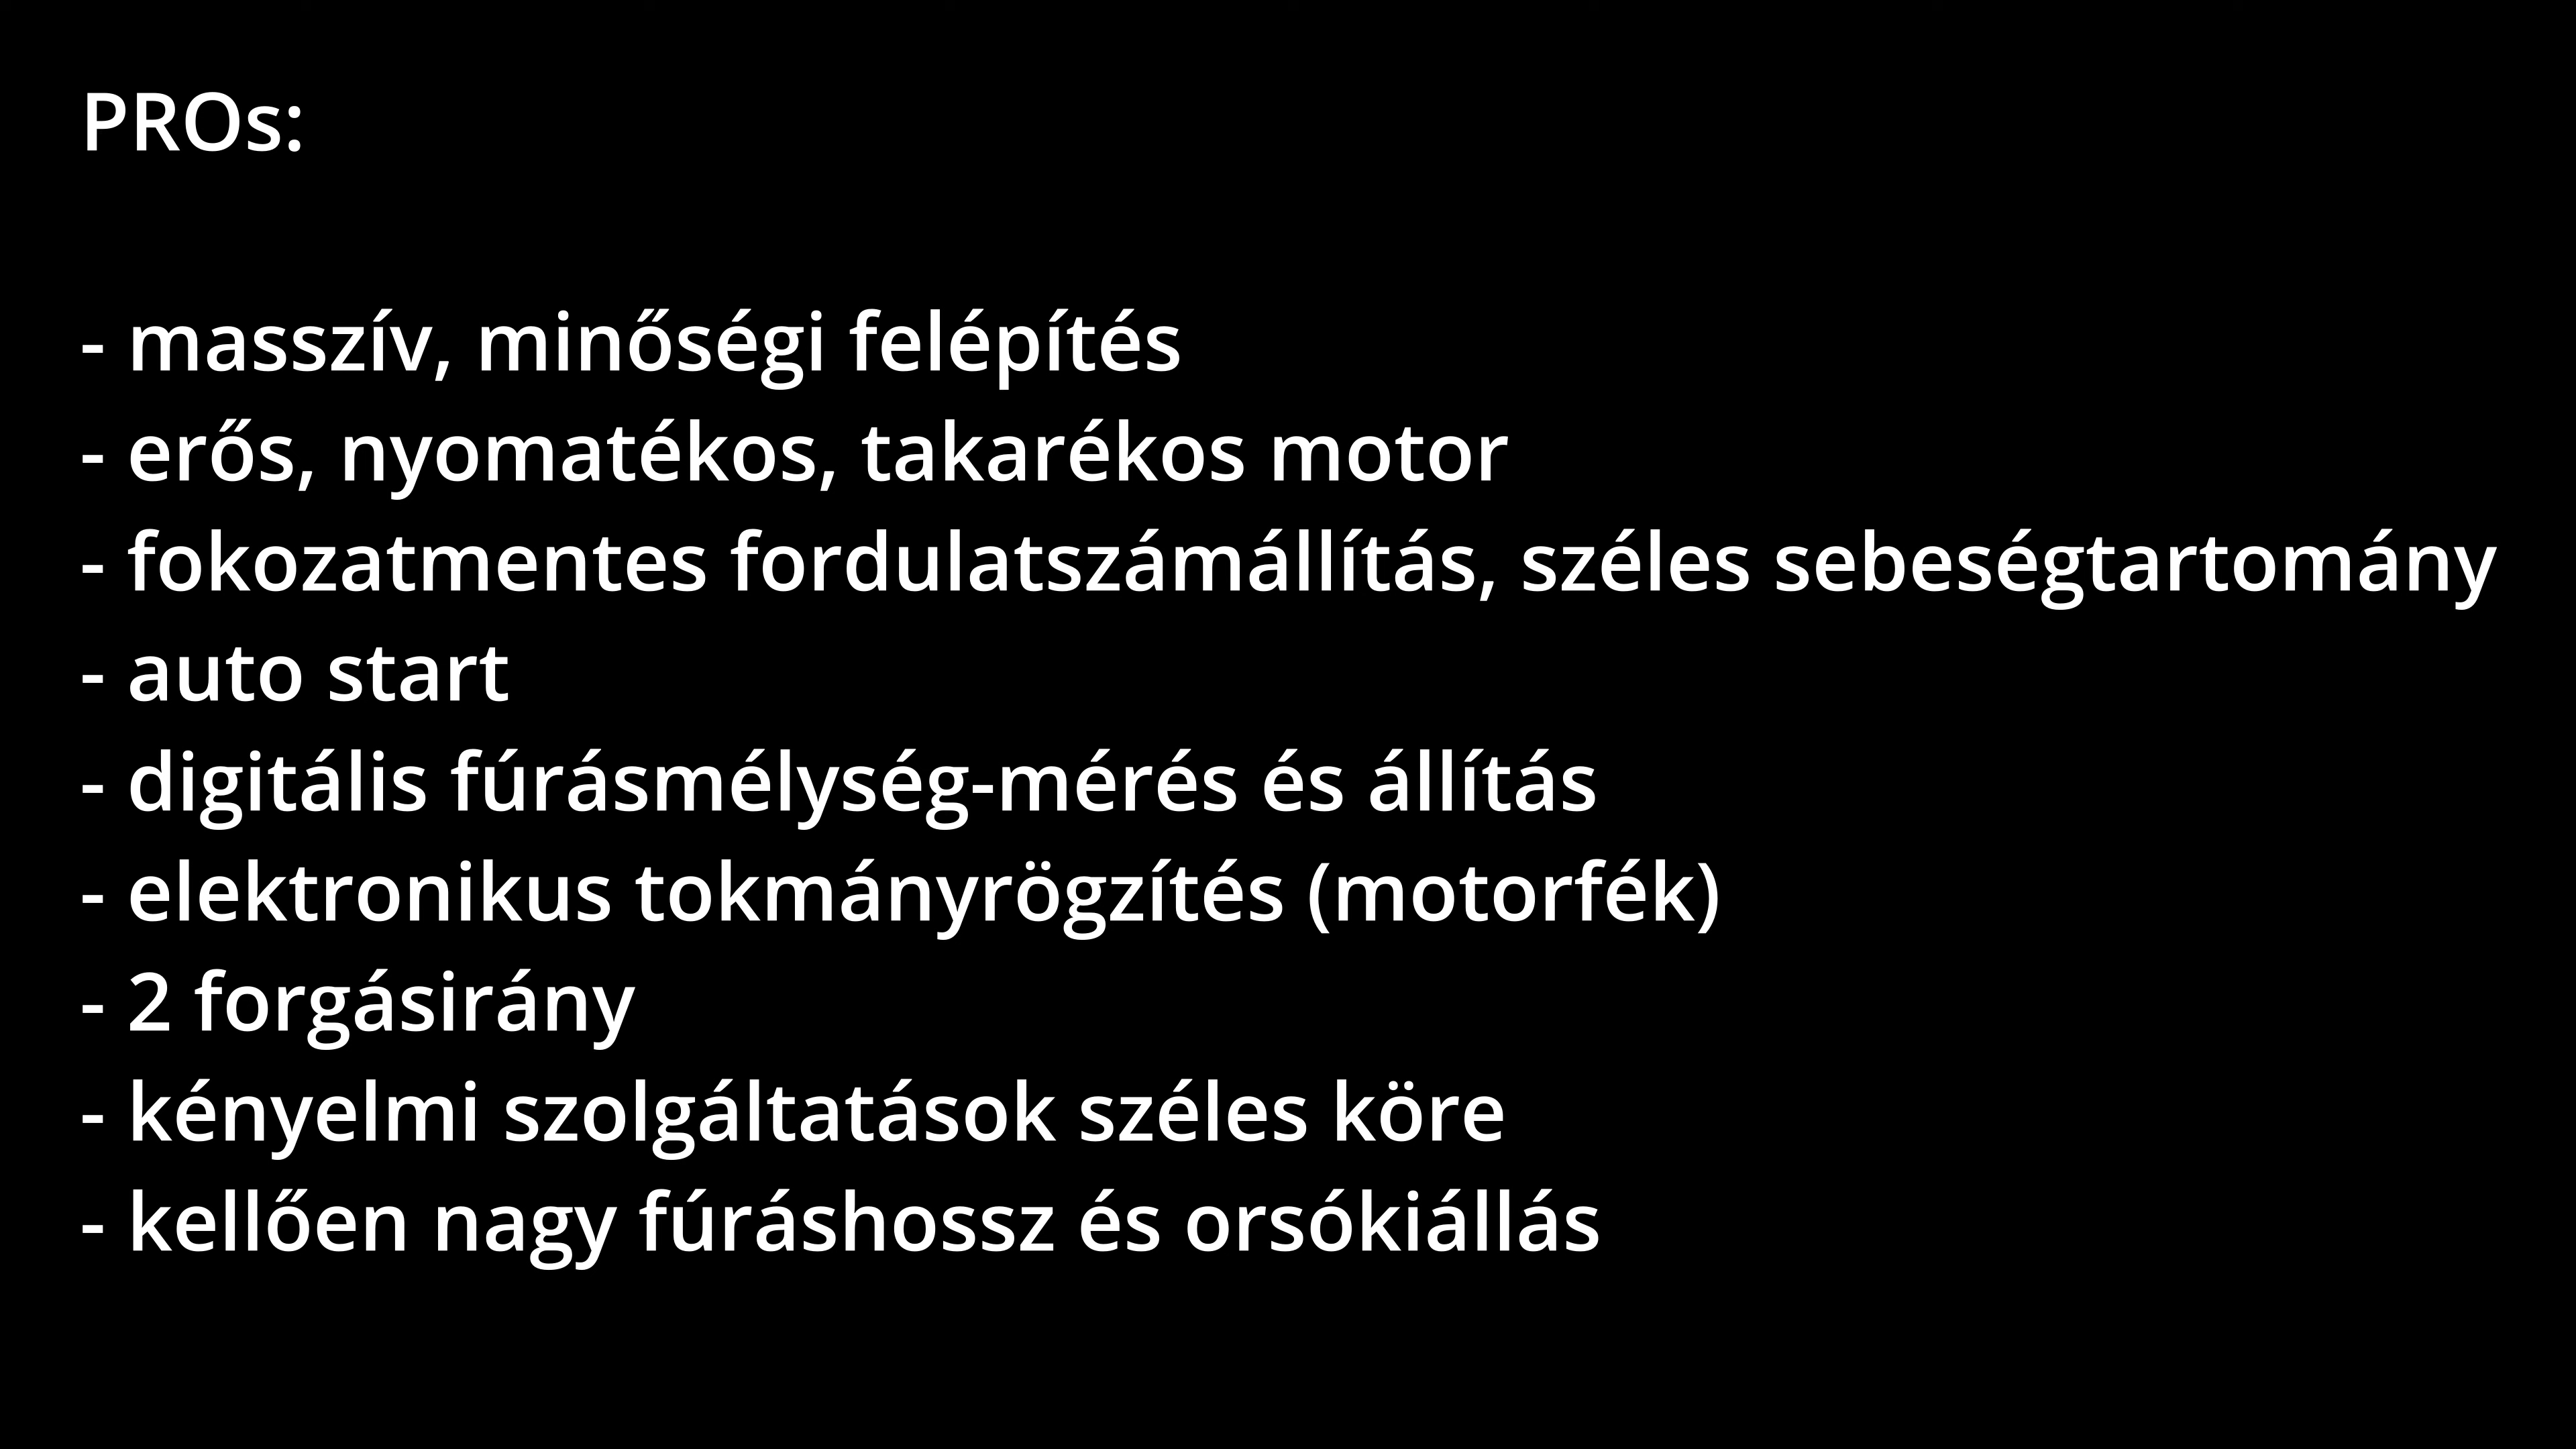 PROs:
- masszív, minőségi felépítés
- erős, nyomatékos, takarékos motor
- fokozatmentes fordulatszámállítás, széles sebeségtartomány
- auto start
- digitális fúrásmélység-mérés és állítás
- elektronikus tokmányrögzítés (motorfék)
- 2 forgásirány
- kényelmi szolgáltatások széles köre
- kellően nagy fúráshossz és orsókiállás